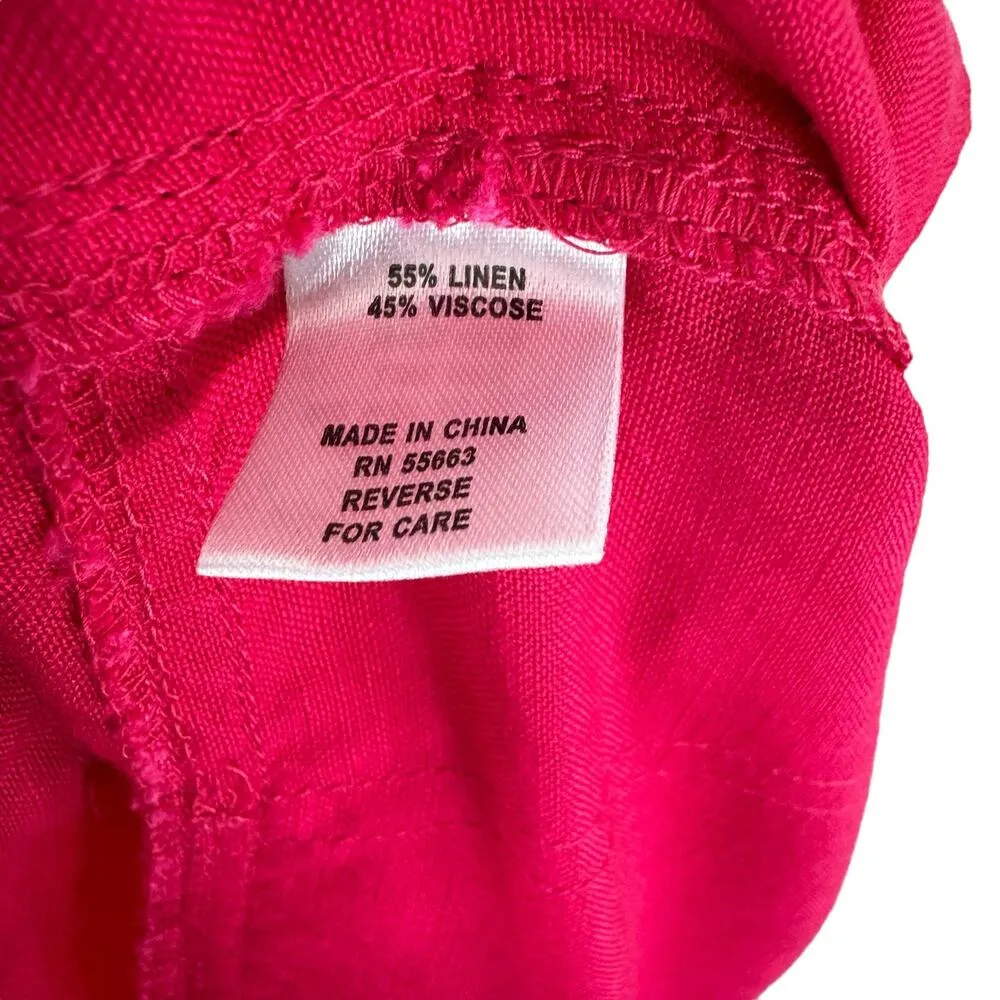 55% LINEN
45% VISCOSE
MADE IN CHINA
RN 55663
REVERSE
FOR CARE